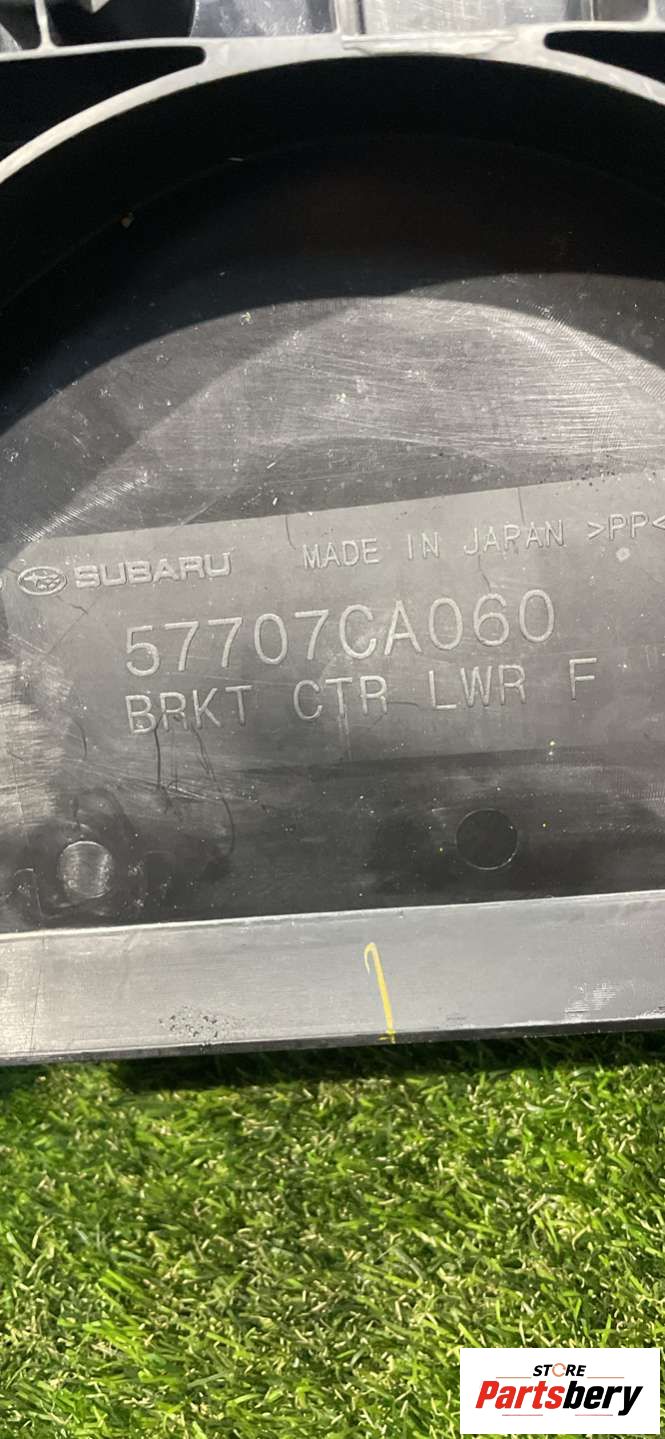 SUBARU MADE IN JAPAN >PP<
57707CA060
BRKT CTR LWR F
STORE
Partsbery